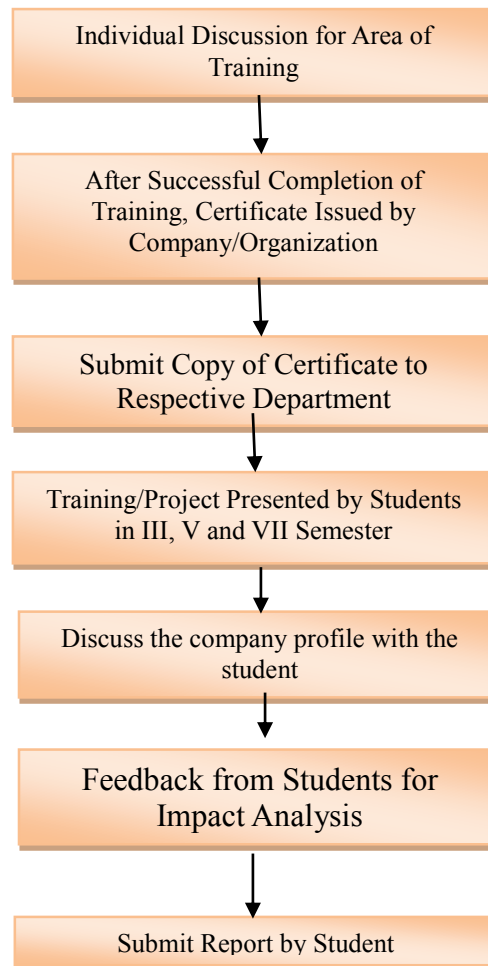 Individual Discussion for Area of
Training
After Successful Completion of
Training, Certificate Issued by
Company/Organization
Submit Copy of Certificate to
Respective Department
Training/Project Presented by Students
in III, V and VII Semester
Discuss the company profile with the
student
Feedback from Students for
Impact Analysis
Submit Report by Student